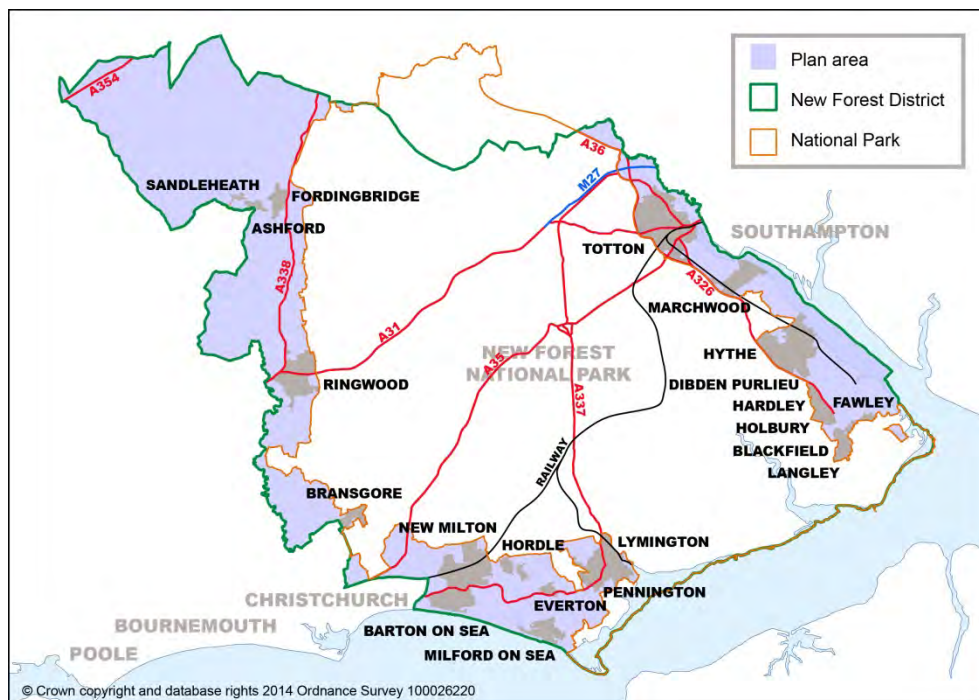 Plan area
New Forest District
National Park
A354
A36
M27
SANDLEHEATH
FORDINGBRIDGE
ASHFORD
SOUTHAMPTON
TOTTON
A338
A326
MARCHWOOD
A31
HYTHE
NEW FOREST
NATIONAL PARK
A35
RINGWOOD
A337
DIBDEN PURLIEU
HARDLEY
FAWLEY
HOLBURY
BLACKFIELD
LANGLEY
RAILWAY
BRANSGORE
NEW MILTON
HORDLE
LYMINGTON
PENNINGTON
CHRISTCHURCH
EVERTON
BOURNEMOUTH
BARTON ON SEA
POOLE
MILFORD ON SEA
© Crown copyright and database rights 2014 Ordnance Survey 100026220